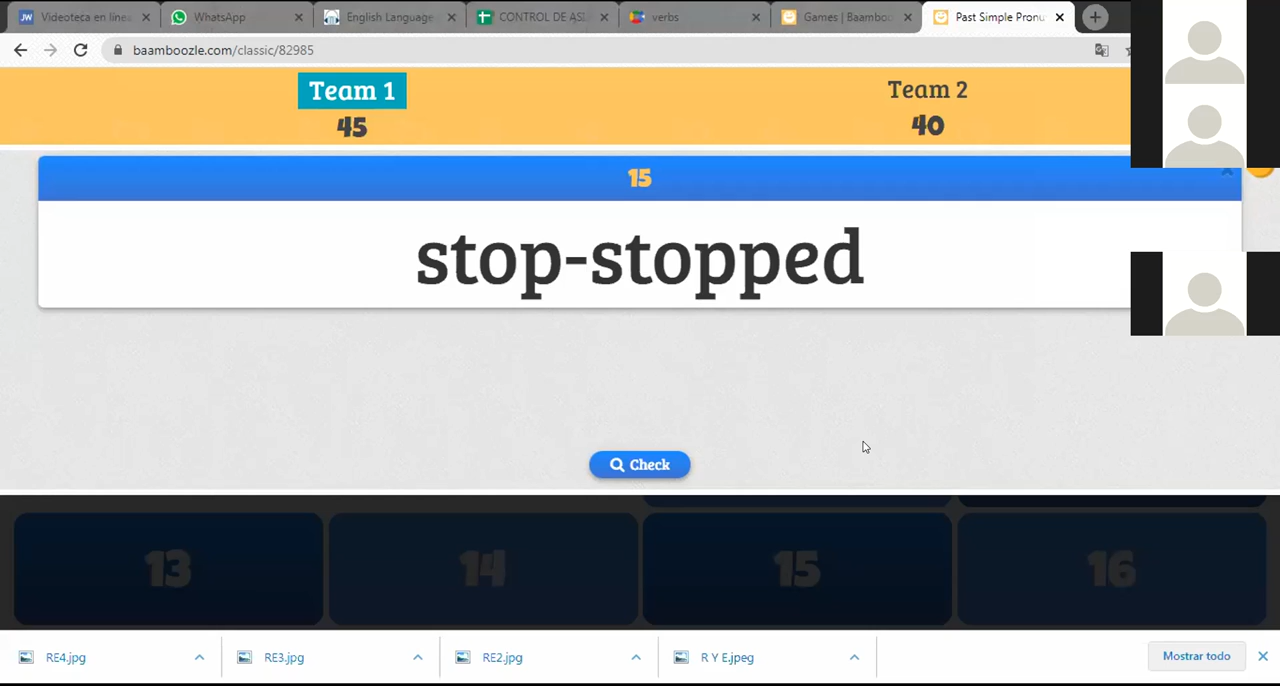 Videoteca en línea
WhatsApp
English Language
CONTROL DE ASI
verbs
Games | Baamboo
Past Simple Pronu
baamboozle.com/classic/82985
Team 1
45
Team 2
40
15
stop-stopped
Check
13
14
15
16
RE4.jpg
RE3.jpg
RE2.jpg
R Y E.jpeg
Mostrar todo